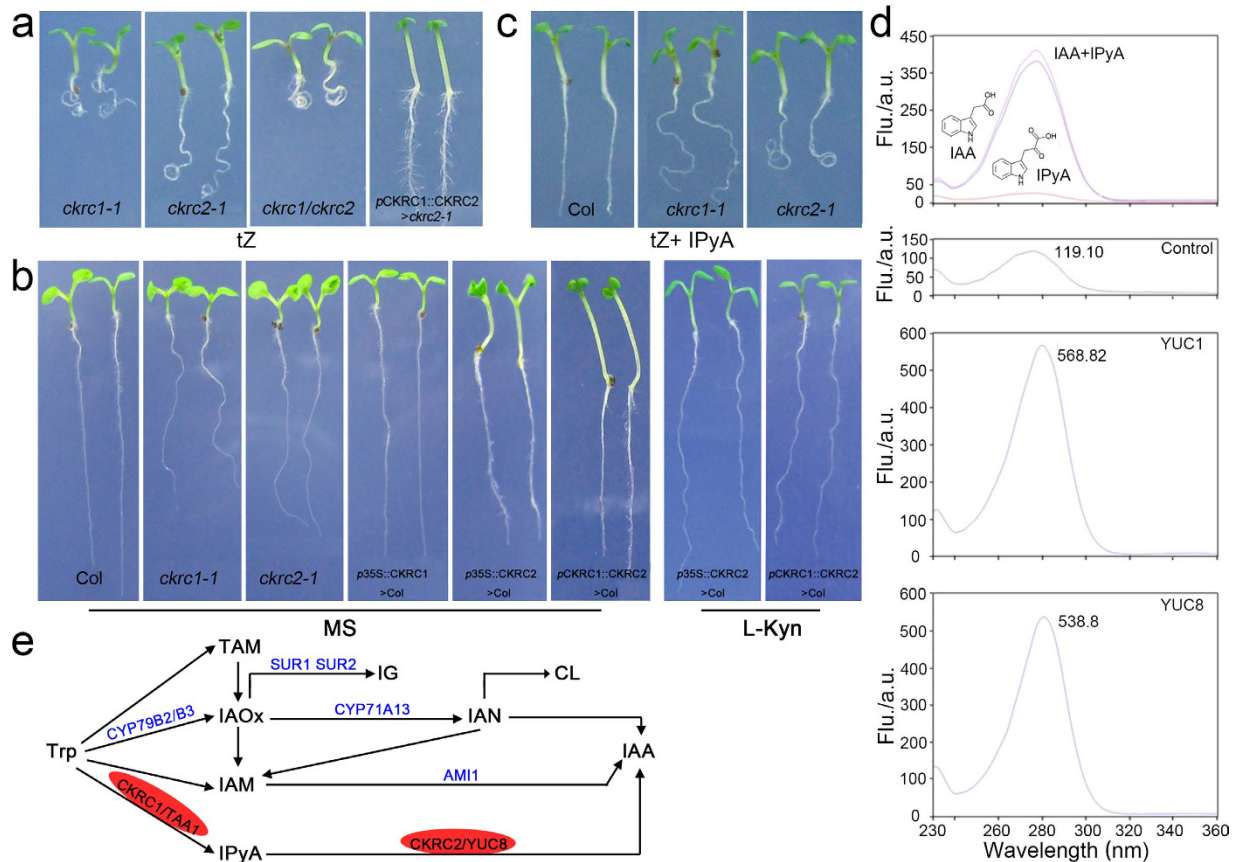 a
ckrc1-1
ckrc2-1
ckrc1/ckrc2
pCKRC1::CKRC2
>ckrc2-1
tZ
c
Col
ckrc1-1
ckrc2-1
tZ+ IPyA
b
Col
ckrc1-1
ckrc2-1
p35S::CKRC1
>Col
p35S::CKRC2
>Col
pCKRC1::CKRC2
>Col
p35S::CKRC2
>Col
pCKRC1::CKRC2
>Col
MS
L-Kyn
d
450
350
250
150
50
0
Flu./a.u.
IAA+IPyA
OH
O
N
H
IAA
OH
O
O
N
H
IPyA
150
100
50
0
Flu./a.u.
Control
119.10
600
500
400
300
200
100
0
Flu./a.u.
YUC1
568.82
600
500
400
300
200
100
0
Flu./a.u.
YUC8
538.8
230 260 280 300 320 340 360
Wavelength (nm)
e
TAM
SUR1 SUR2
IG
CL
CYP79B2/B3
IAOx
CYP71A13
IAN
Trp
IAA
CKRC1/TAA1
IAM
AMI1
IPyA
CKRC2/YUC8